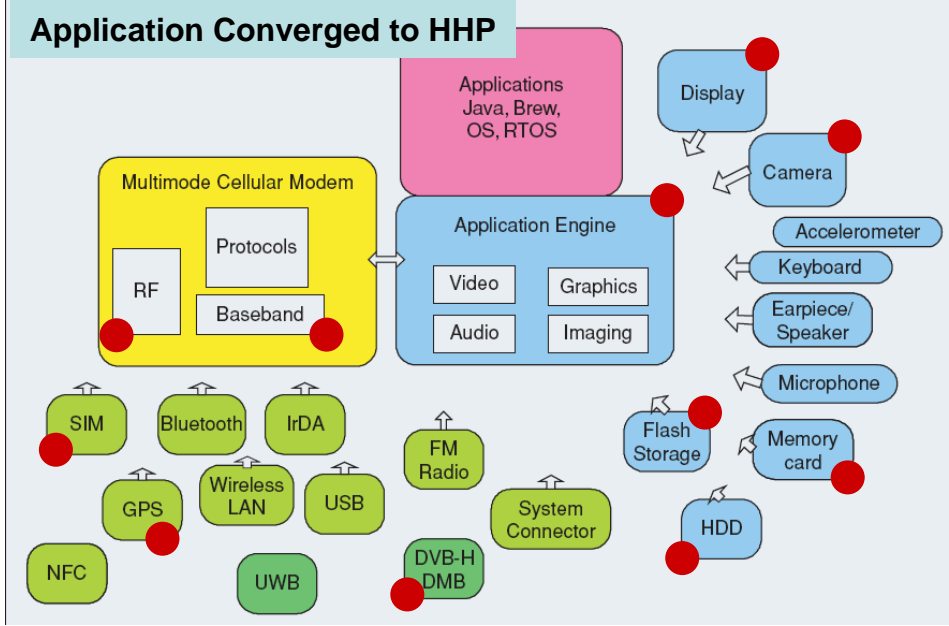 Application Converged to HHP
Applications
Java, Brew,
OS, RTOS
Display
Camera
Multimode Cellular Modem
Protocols
RF
Baseband
Application Engine
Video
Graphics
Audio
Imaging
Accelerometer
Keyboard
Earpiece/
Speaker
Microphone
SIM
Bluetooth
IrDA
FM
Radio
Flash
Storage
Memory
card
GPS
Wireless
LAN
USB
System
Connector
HDD
NFC
UWB
DVB-H
DMB